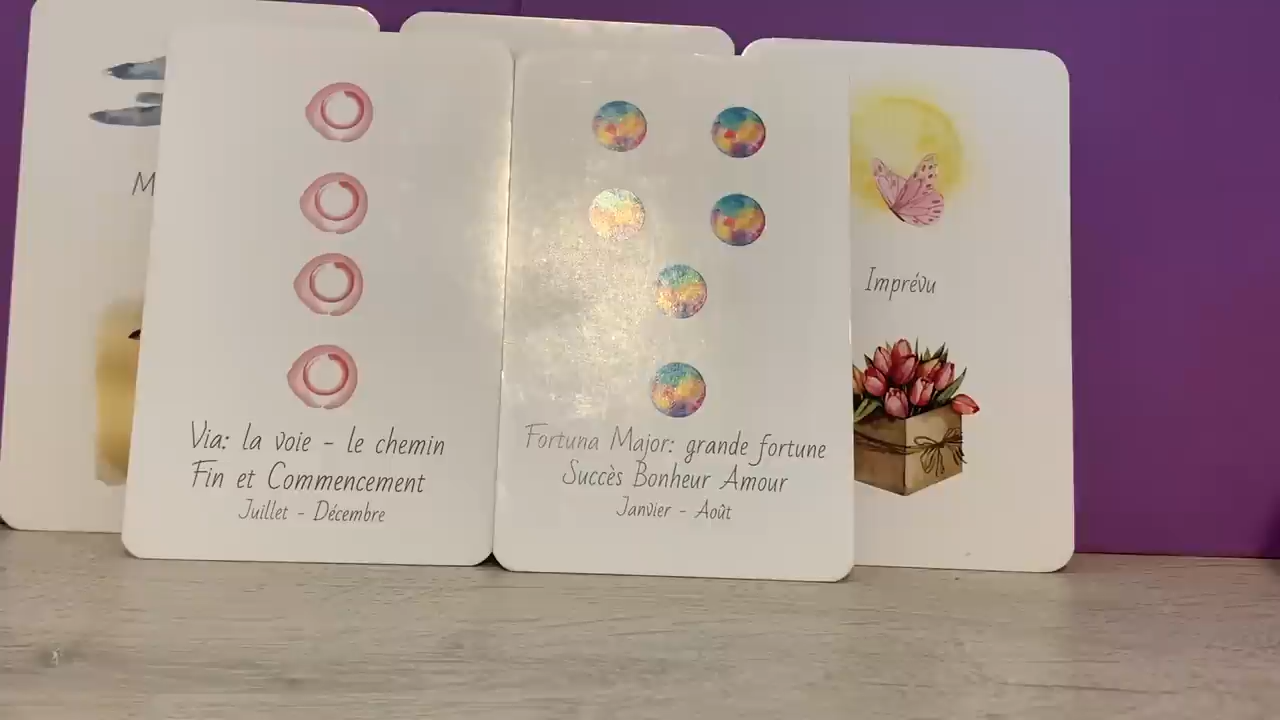 Via: la voie - le chemin
Fin et Commencement
Juillet - Décembre
Fortuna Major: grande fortune
Succès Bonheur Amour
Janvier - Août
Imprévu